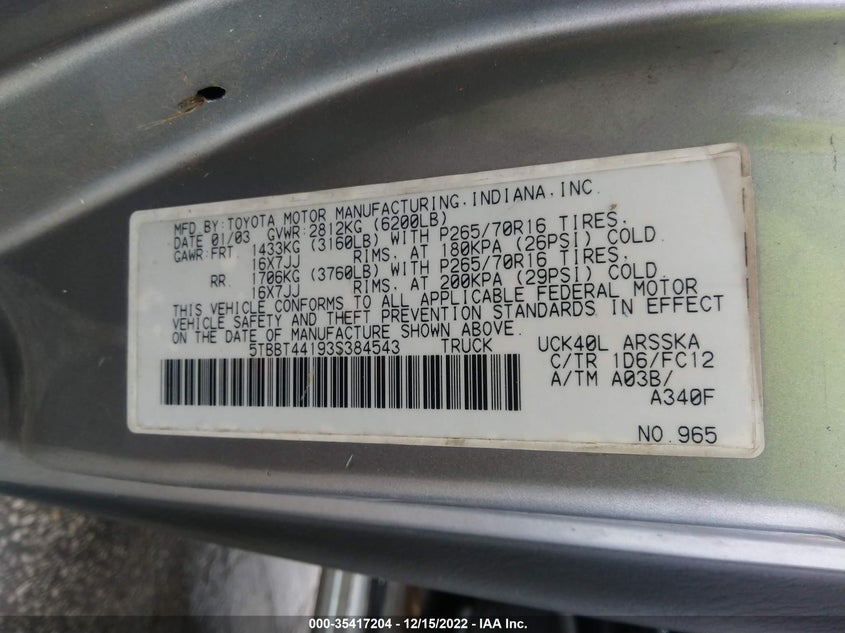 MFD.BY:TOYOTA MOTOR MANUFACTURING.INDIANA,INC.
DATE 01/03 GVWR:2812KG (6200LB)
GAWR:FRT. 1433KG (3160LB) WITH P265/70R16 TIRES.
16X7JJ RIMS. AT 180KPA (26PSI) COLD.
RR. 1706KG (3760LB) WITH P265/70R16 TIRES.
16X7JJ RIMS. AT 200KPA (29PSI) COLD.
THIS VEHICLE CONFORMS TO ALL APPLICABLE FEDERAL MOTOR
VEHICLE SAFETY AND THEFT PREVENTION STANDARDS IN EFFECT
ON THE DATE OF MANUFACTURE SHOWN ABOVE.
5TBBT44193S384543 TRUCK UCK40L ARSSKA
C/TR 1D6/FC12
A/TM A03B/
A340F
NO.965
000-35417204 - 12/15/2022 - IAA Inc.